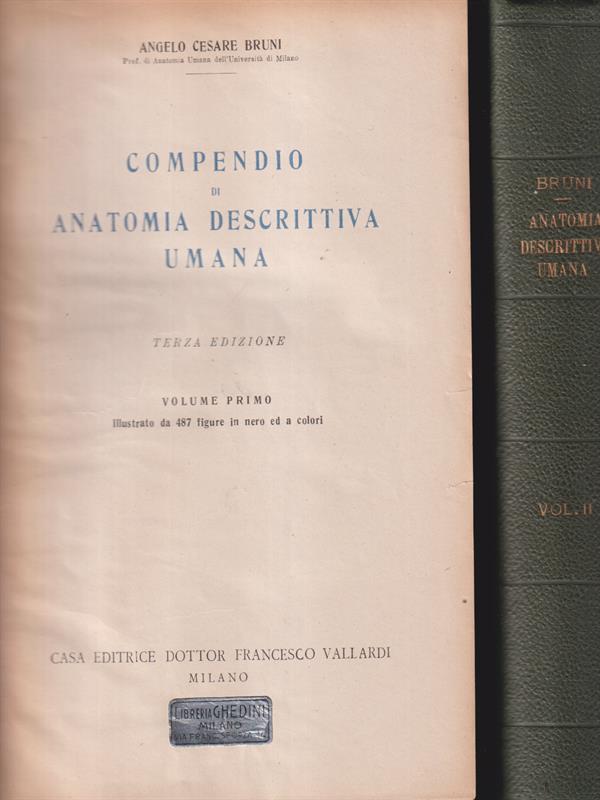 ANGELO CESARE BRUNI
Prof. di Anatomia Umana dell'Università di Milano
COMPENDIO
DI
ANATOMIA DESCRITTIVA
UMANA
TERZA EDIZIONE
VOLUME PRIMO
Illustrato da 487 figure in nero ed a colori
CASA EDITRICE DOTTOR FRANCESCO VALLARDI
MILANO
LIBRERIA GHEDINI
MILANO
VIA
BRUNI
ANATOMIA
DESCRITTIV
UMANA
VOL. II